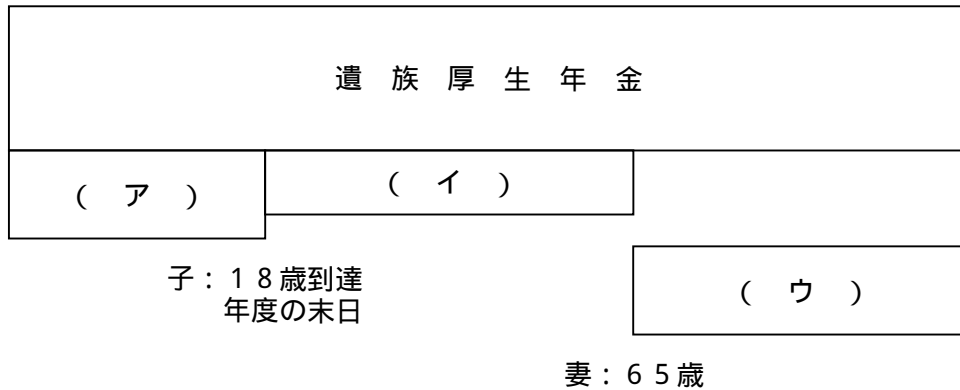 遺 族 厚 生 年 金
( ア )
( イ )
子：１８歳到達
年度の末日
( ウ )
妻：６５歳